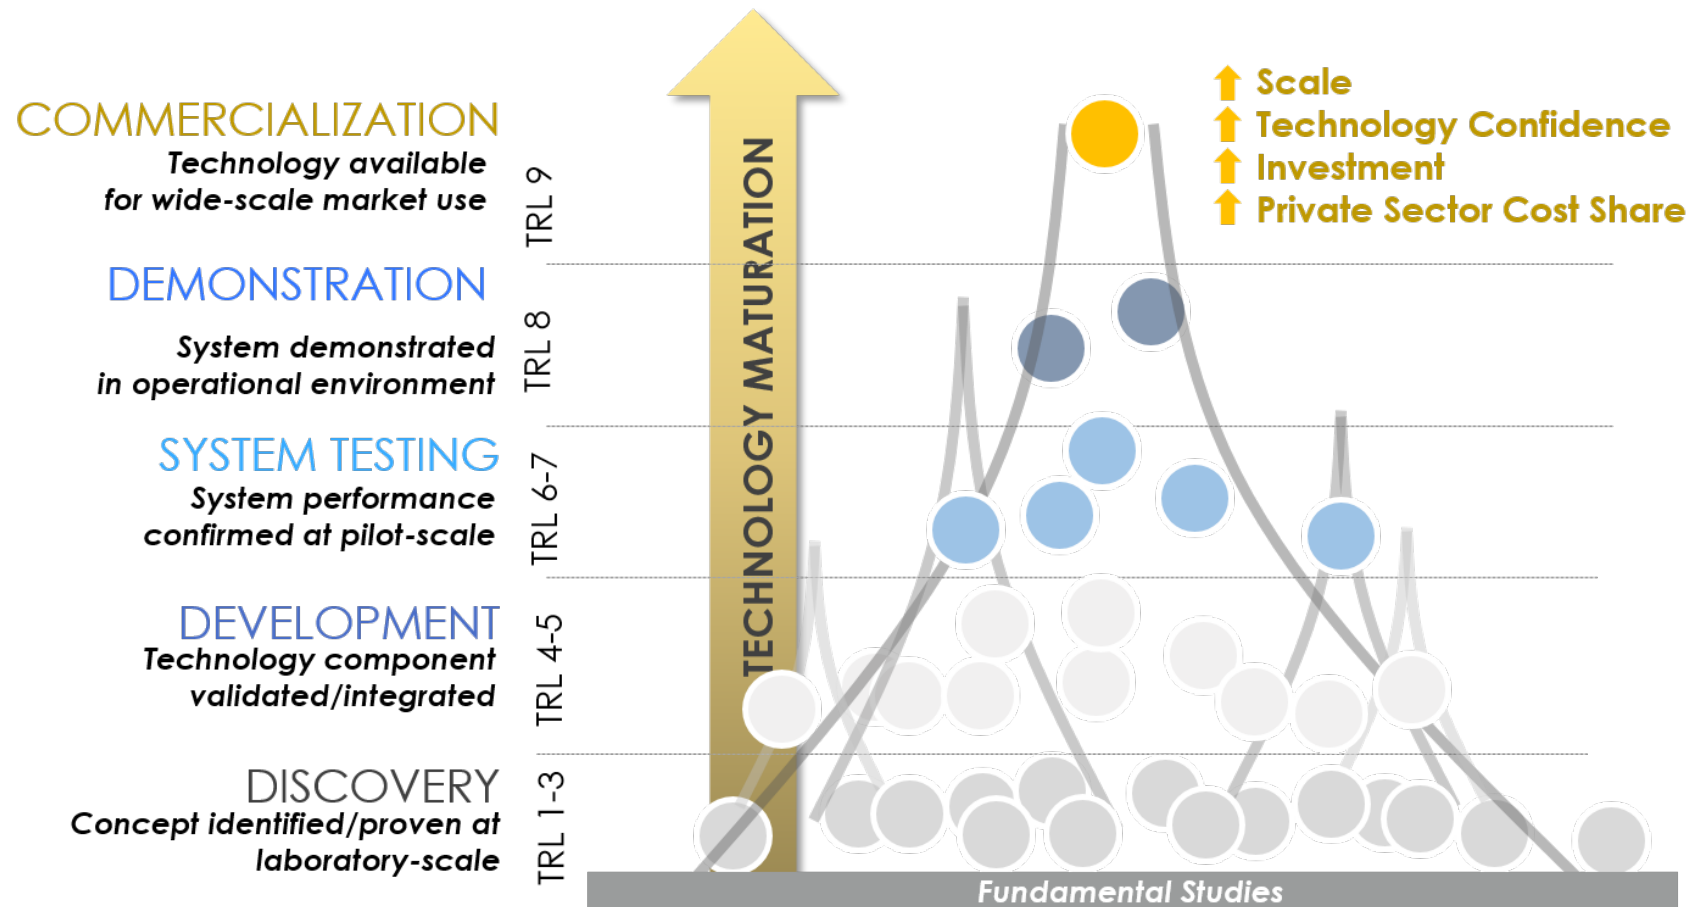 COMMERCIALIZATION
Technology available
for wide-scale market use
TRL 9
DEMONSTRATION
System demonstrated
in operational environment
TRL 8
SYSTEM TESTING
System performance
confirmed at pilot-scale
TRL 6-7
DEVELOPMENT
Technology component
validated/integrated
TRL 4-5
DISCOVERY
Concept identified/proven at
laboratory-scale
TRL 1-3
TECHNOLOGY MATURATION
Scale
Technology Confidence
Investment
Private Sector Cost Share
Fundamental Studies